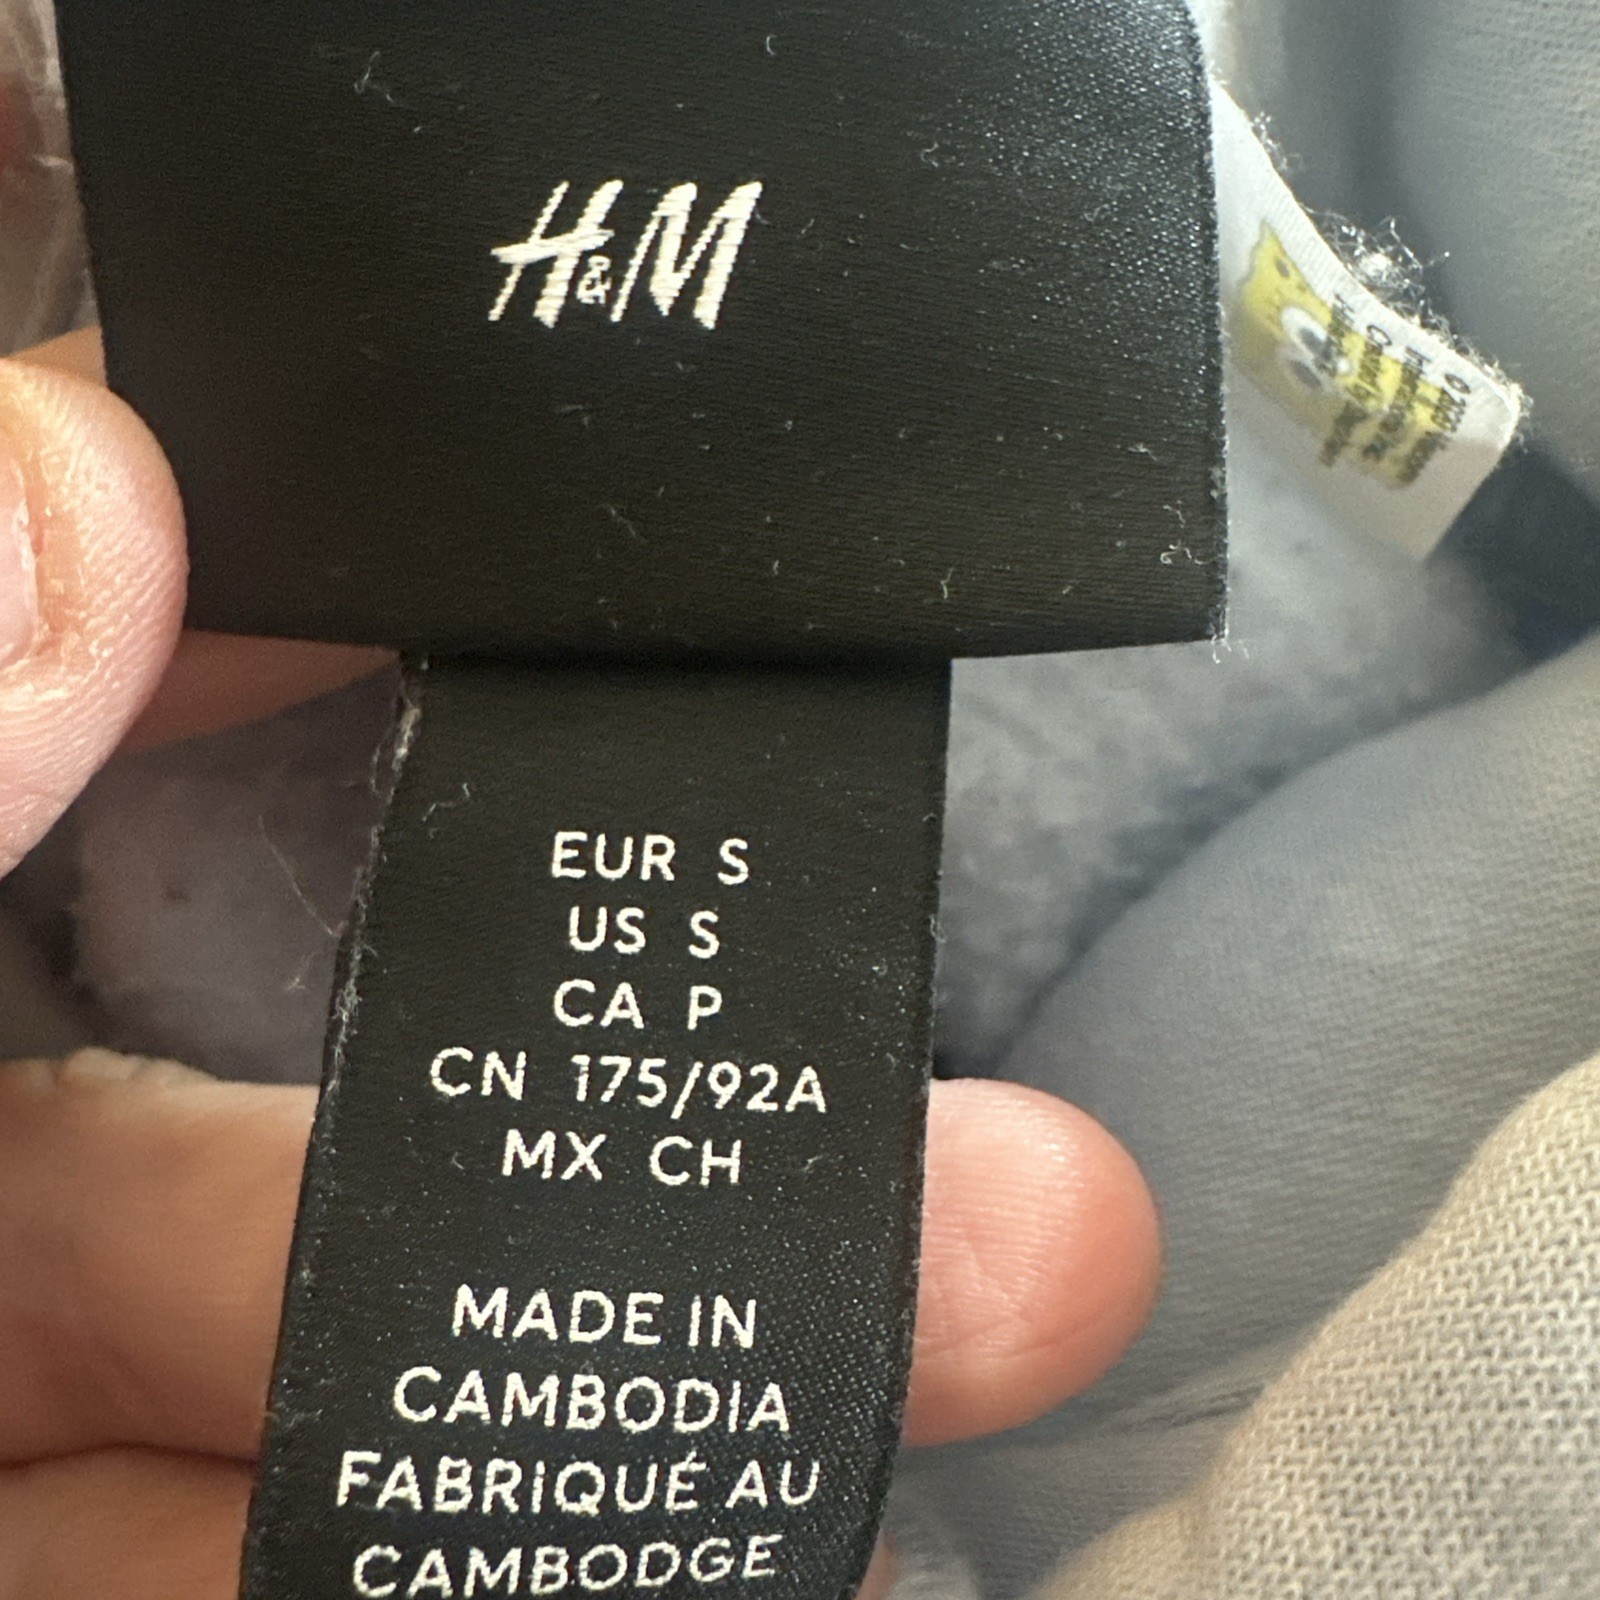 H&M
EUR S
US S
CA P
CN 175/92A
MX CH
MADE IN
CAMBODIA
FABRIQUÉ AU
CAMBODGE